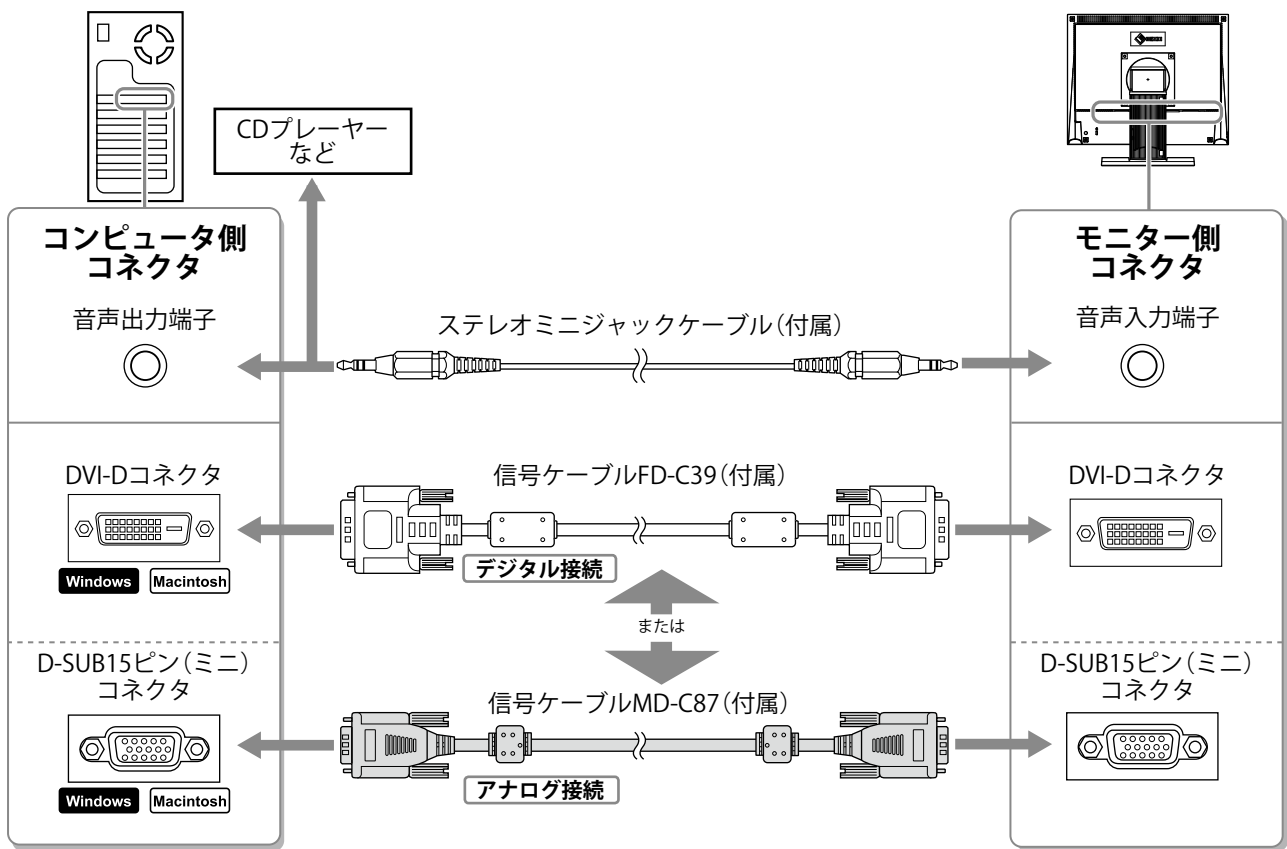 CDプレーヤー
など
コンピュータ側
コネクタ
モニター側
コネクタ
音声出力端子
ステレオミニジャックケーブル(付属)
音声入力端子
DVI-Dコネクタ
信号ケーブルFD-C39(付属)
DVI-Dコネクタ
Windows
Macintosh
デジタル接続
または
D-SUB15ピン(ミニ)
コネクタ
信号ケーブルMD-C87(付属)
D-SUB15ピン(ミニ)
コネクタ
Windows
Macintosh
アナログ接続